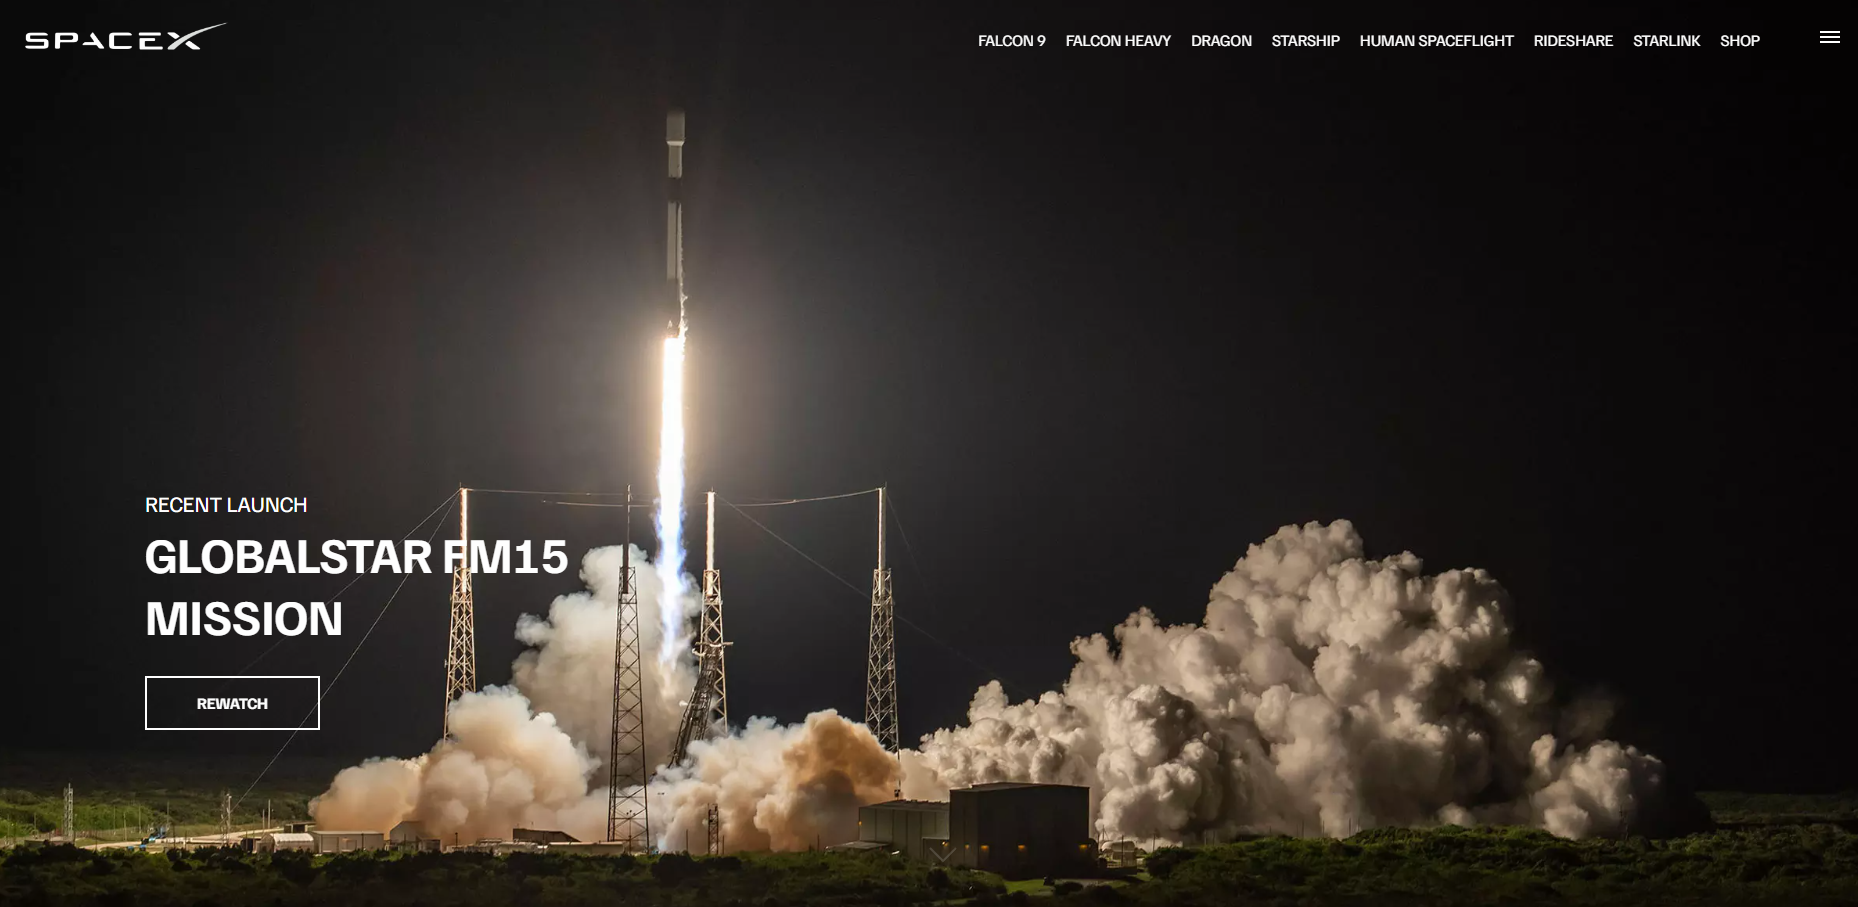 SPACEX
FALCON 9 FALCON HEAVY DRAGON STARSHIP HUMAN SPACEFLIGHT RIDESHARE STARLINK SHOP
RECENT LAUNCH
GLOBALSTAR FM15
MISSION
REWATCH